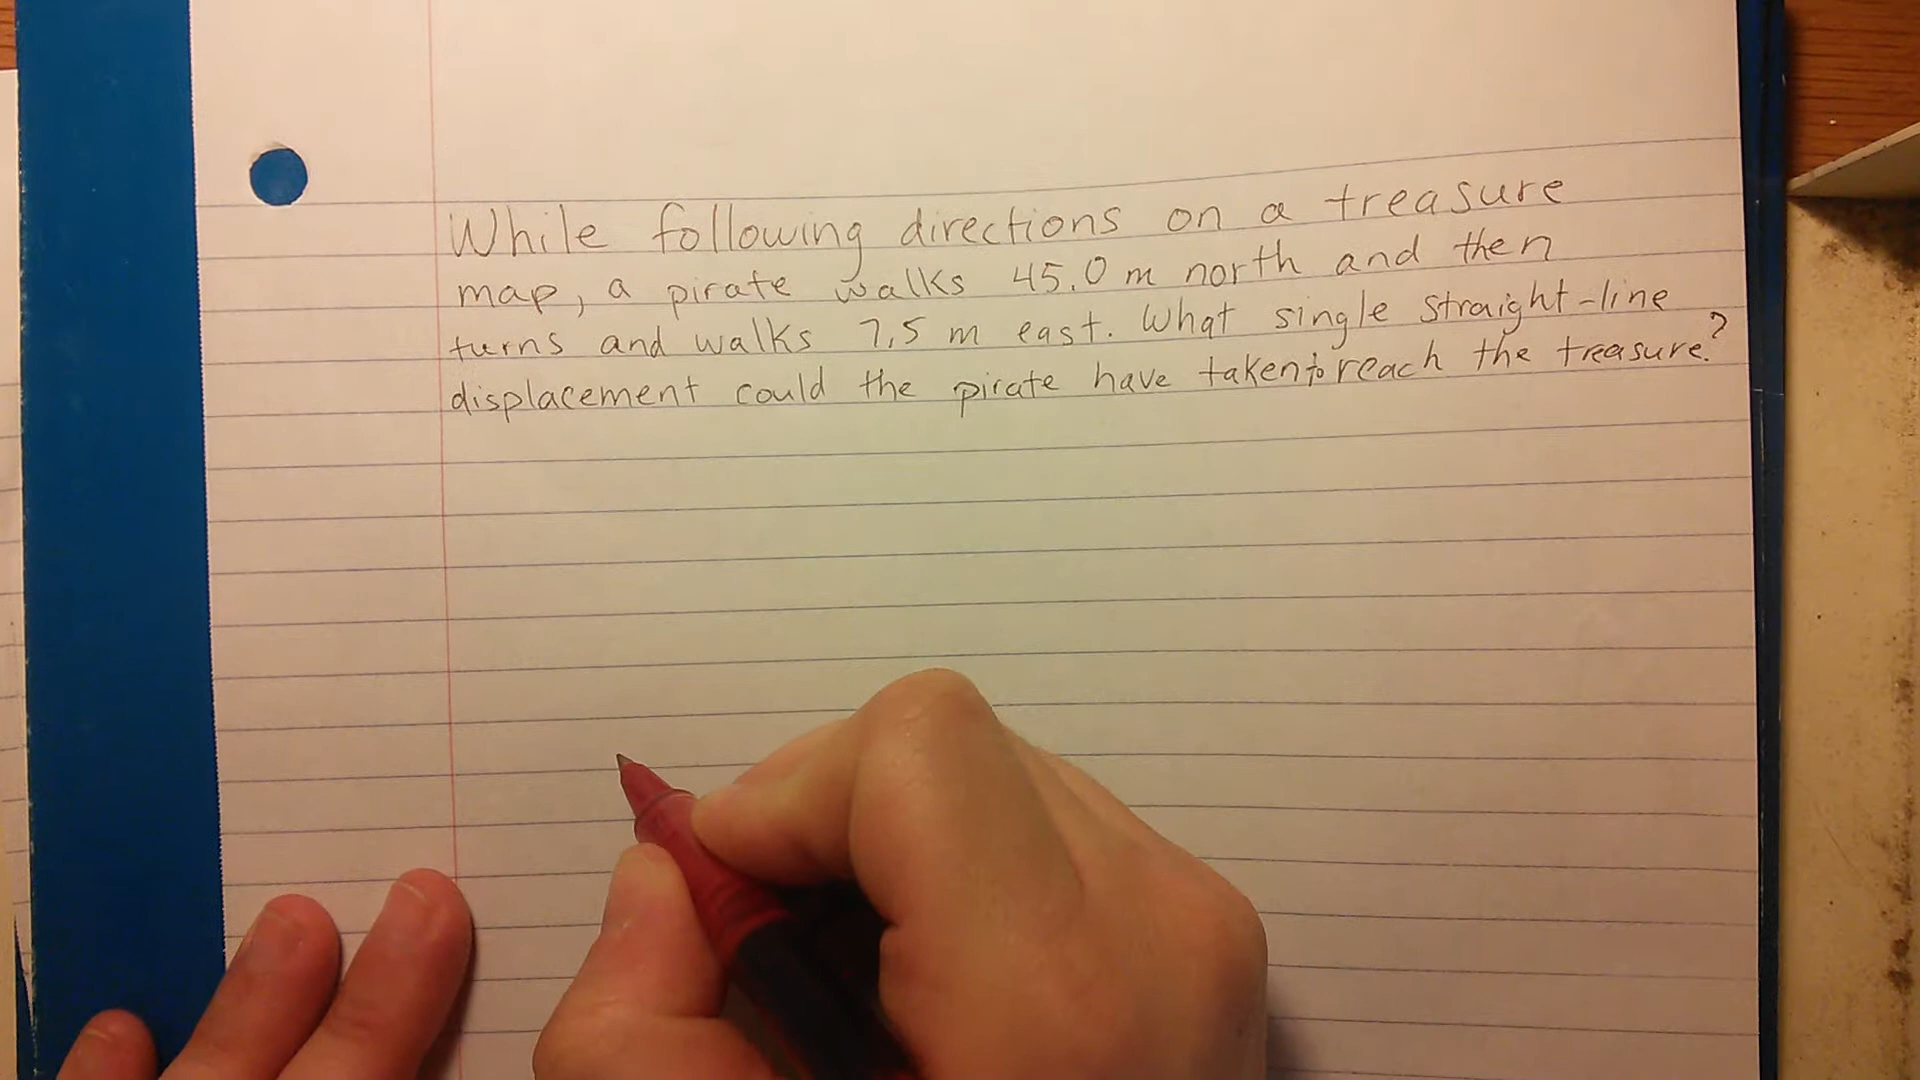 While following directions on a treasure
map, a pirate walks 45.0 m north and then
turns and walks 7.5 m east. What single straight-line
displacement could the pirate have taken to reach the treasure?